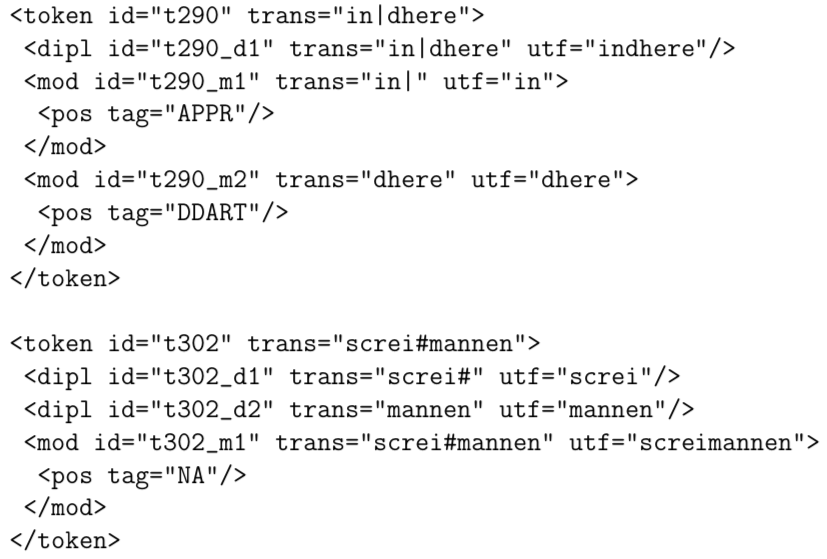 <token id="t290" trans="in|dhere">
 <dipl id="t290_d1" trans="in|dhere" utf="indhere"/>
 <mod id="t290_m1" trans="in|" utf="in">
  <pos tag="APPR"/>
 </mod>
 <mod id="t290_m2" trans="dhere" utf="dhere">
  <pos tag="DDART"/>
 </mod>
</token>

<token id="t302" trans="screi#mannen">
 <dipl id="t302_d1" trans="screi#" utf="screi"/>
 <dipl id="t302_d2" trans="mannen" utf="mannen"/>
 <mod id="t302_m1" trans="screi#mannen" utf="screimannen">
  <pos tag="NA"/>
 </mod>
</token>